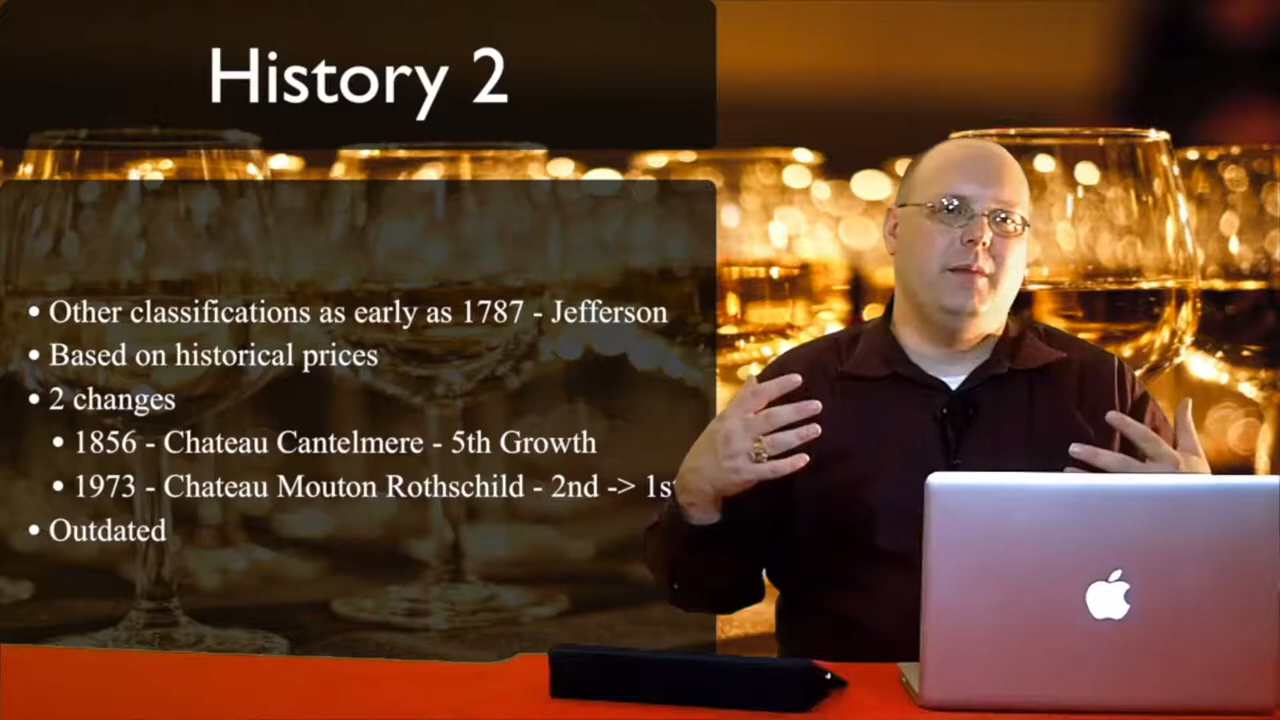 History 2
• Other classifications as early as 1787 - Jefferson
• Based on historical prices
• 2 changes
• 1856 - Chateau Cantelmere - 5th Growth
• 1973 - Chateau Mouton Rothschild - 2nd -> 1s
• Outdated